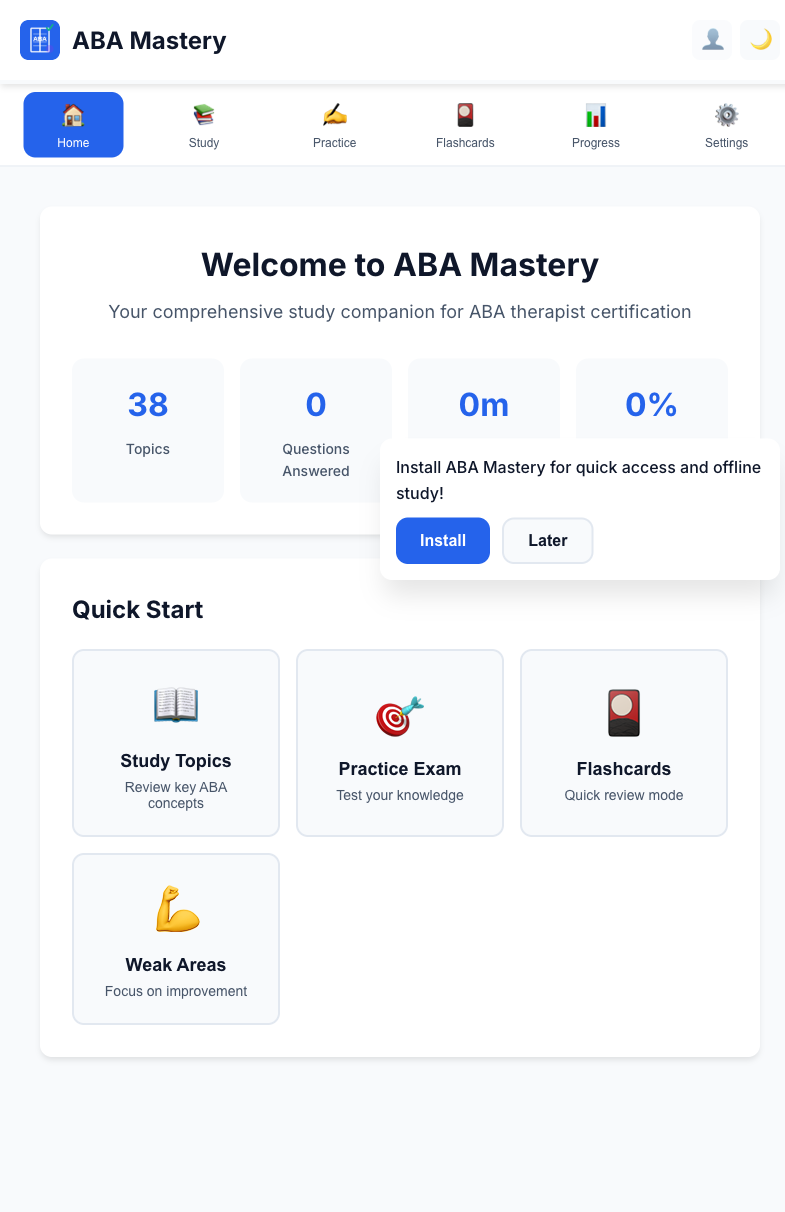 ABA
ABA Mastery
Home
Study
Practice
Flashcards
Progress
Settings
Welcome to ABA Mastery
Your comprehensive study companion for ABA therapist certification
38
0
0m
0%
Topics
Questions
Answered
Install ABA Mastery for quick access and offline
study!
Install
Later
Quick Start
Study Topics
Review key ABA
concepts
Practice Exam
Test your knowledge
Flashcards
Quick review mode
Weak Areas
Focus on improvement